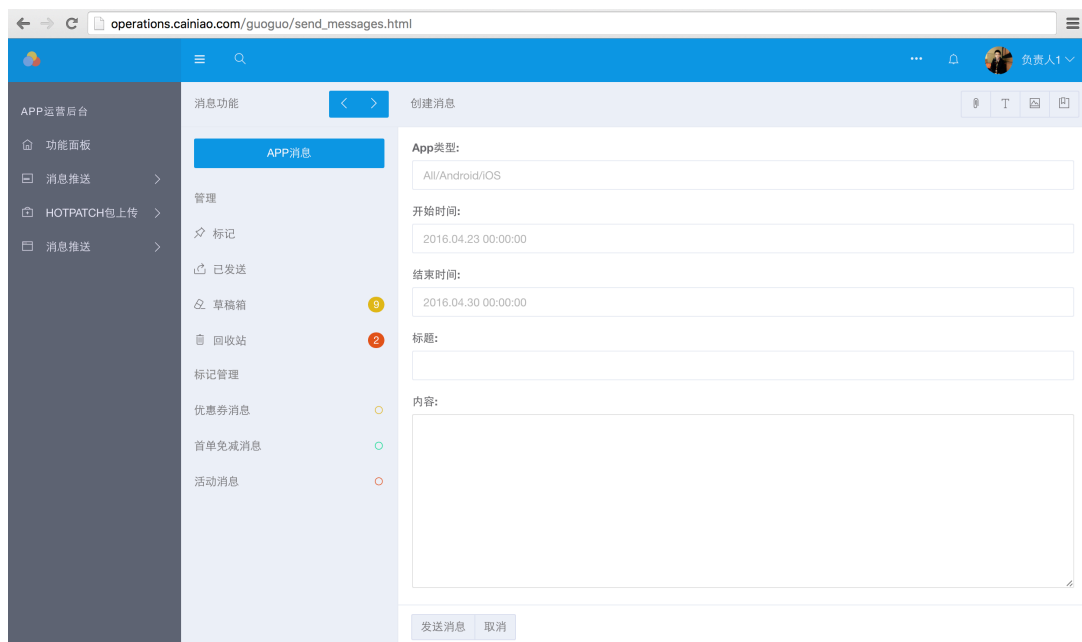 operations.cainiao.com/guoguo/send_messages.html
负责人1
APP运营后台
功能面板
消息推送
HOTPATCH包上传
消息推送
消息功能
APP消息
管理
标记
已发送
草稿箱 9
回收站 2
标记管理
优惠券消息
首单免减消息
活动消息
创建消息
T
App类型:
All/Android/iOS
开始时间:
2016.04.23 00:00:00
结束时间:
2016.04.30 00:00:00
标题:
内容:
发送消息 取消